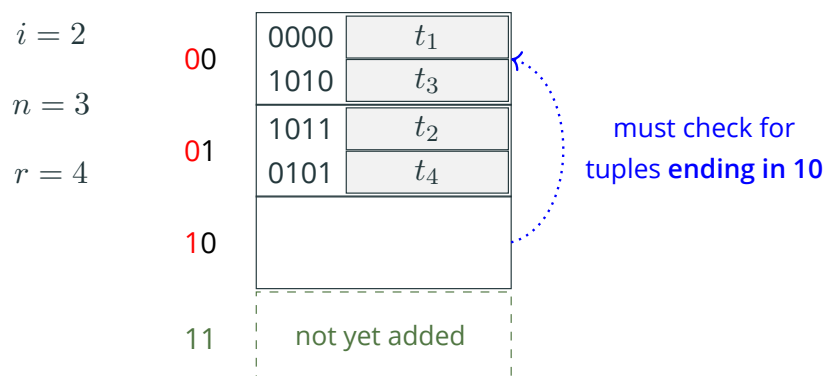 i = 2
n = 3
r = 4
00
0000 t₁
1010 t₃
01
1011 t₂
0101 t₄
10
11
not yet added
must check for
tuples ending in 10